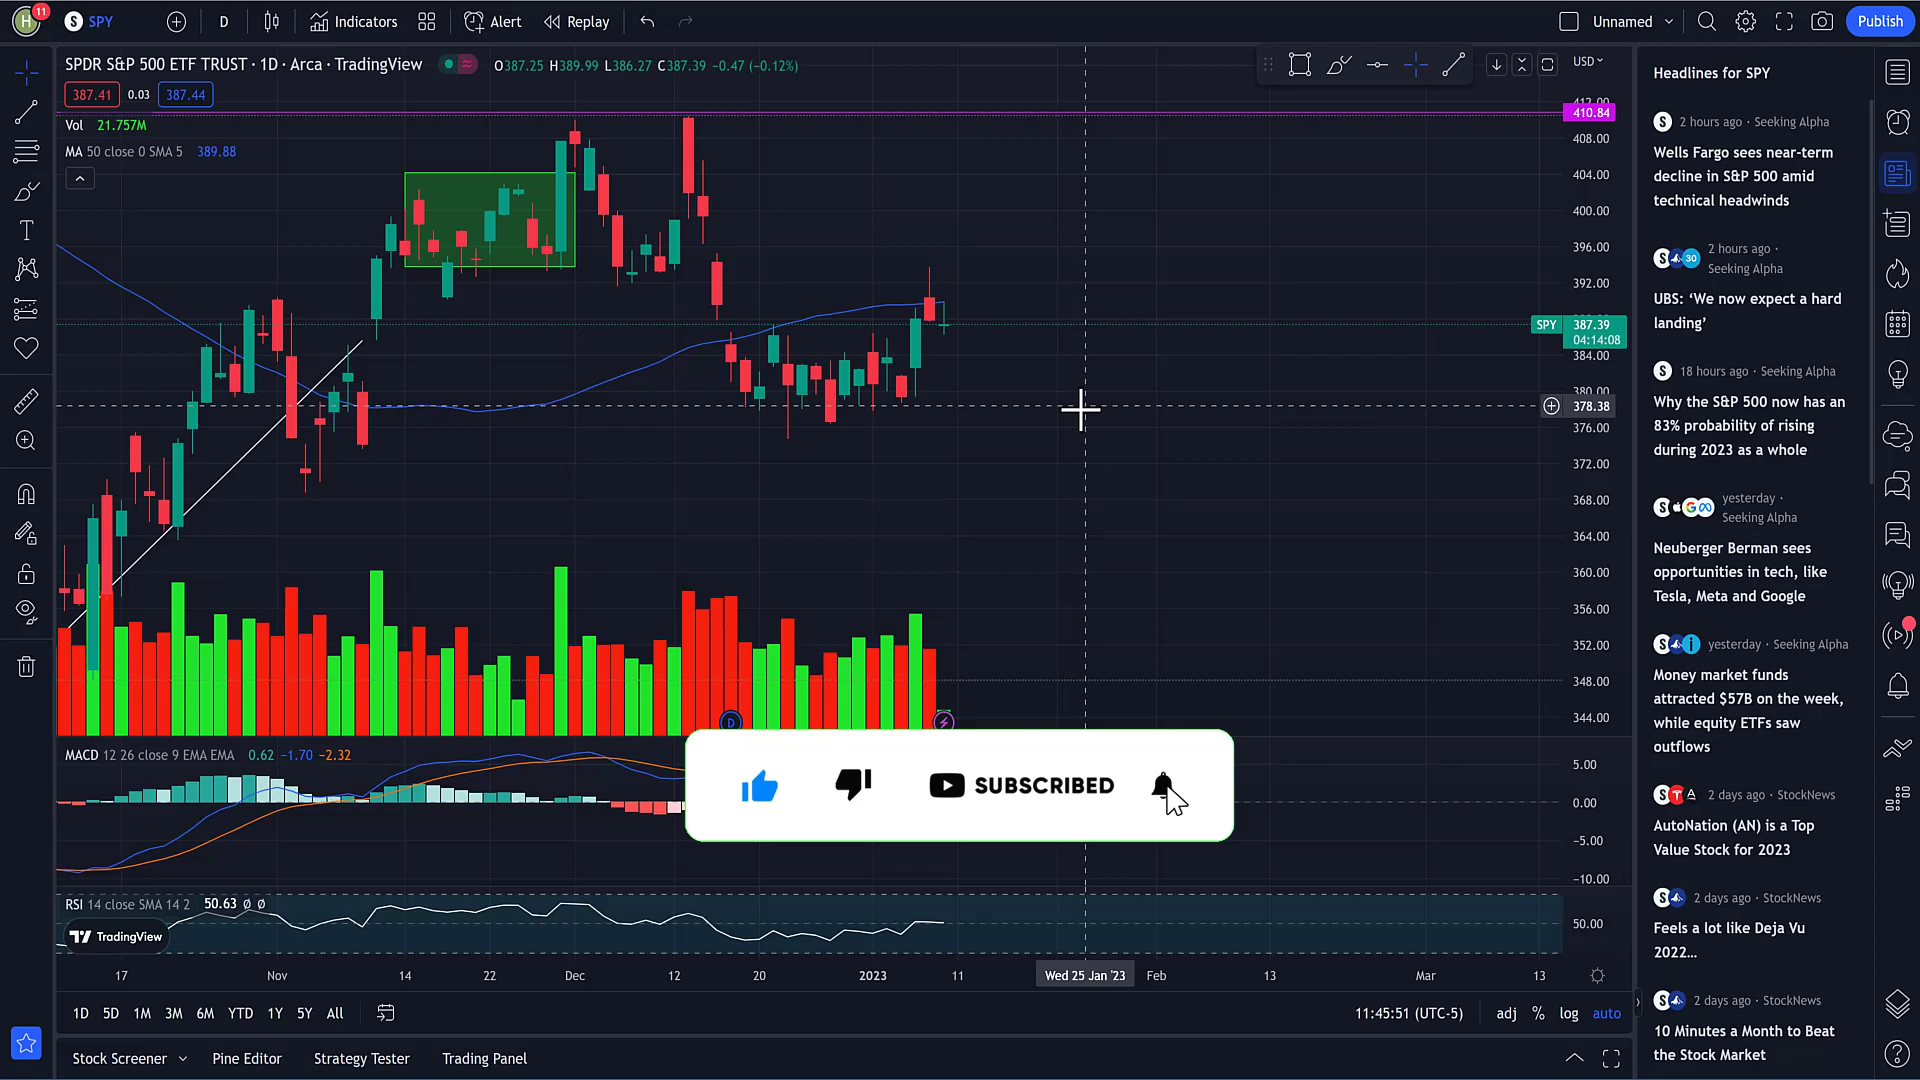 H 11 S SPY D Indicators Alert Replay Unnamed Publish
SPDR S&P 500 ETF TRUST · 1D · Arca · TradingView O387.25 H389.99 L386.27 C387.39 −0.47 (−0.12%)
387.41 0.03 387.44
Vol 21.757M
MA 50 close 0 SMA 5 389.88
USD
410.84
408.00
404.00
400.00
396.00
392.00
SPY 387.39
04:14:08
384.00
380.00
378.38
376.00
372.00
368.00
364.00
360.00
356.00
352.00
348.00
344.00
D
MACD 12 26 close 9 EMA EMA 0.62 −1.70 −2.32
5.00
0.00
−5.00
−10.00
SUBSCRIBED
RSI 14 close SMA 14 2 50.63 Ø Ø
50.00
TradingView
17 Nov 14 22 Dec 12 20 2023 11 Wed 25 Jan '23 Feb 13 Mar 13
1D 5D 1M 3M 6M YTD 1Y 5Y All 11:45:51 (UTC-5) adj % log auto
Stock Screener Pine Editor Strategy Tester Trading Panel
Headlines for SPY
S 2 hours ago · Seeking Alpha
Wells Fargo sees near-term
decline in S&P 500 amid
technical headwinds
S 30 2 hours ago ·
Seeking Alpha
UBS: ‘We now expect a hard
landing’
S 18 hours ago · Seeking Alpha
Why the S&P 500 now has an
83% probability of rising
during 2023 as a whole
S G yesterday ·
Seeking Alpha
Neuberger Berman sees
opportunities in tech, like
Tesla, Meta and Google
S yesterday · Seeking Alpha
Money market funds
attracted $57B on the week,
while equity ETFs saw
outflows
S T A 2 days ago · StockNews
AutoNation (AN) is a Top
Value Stock for 2023
S 2 days ago · StockNews
Feels a lot like Deja Vu
2022...
S 2 days ago · StockNews
10 Minutes a Month to Beat
the Stock Market